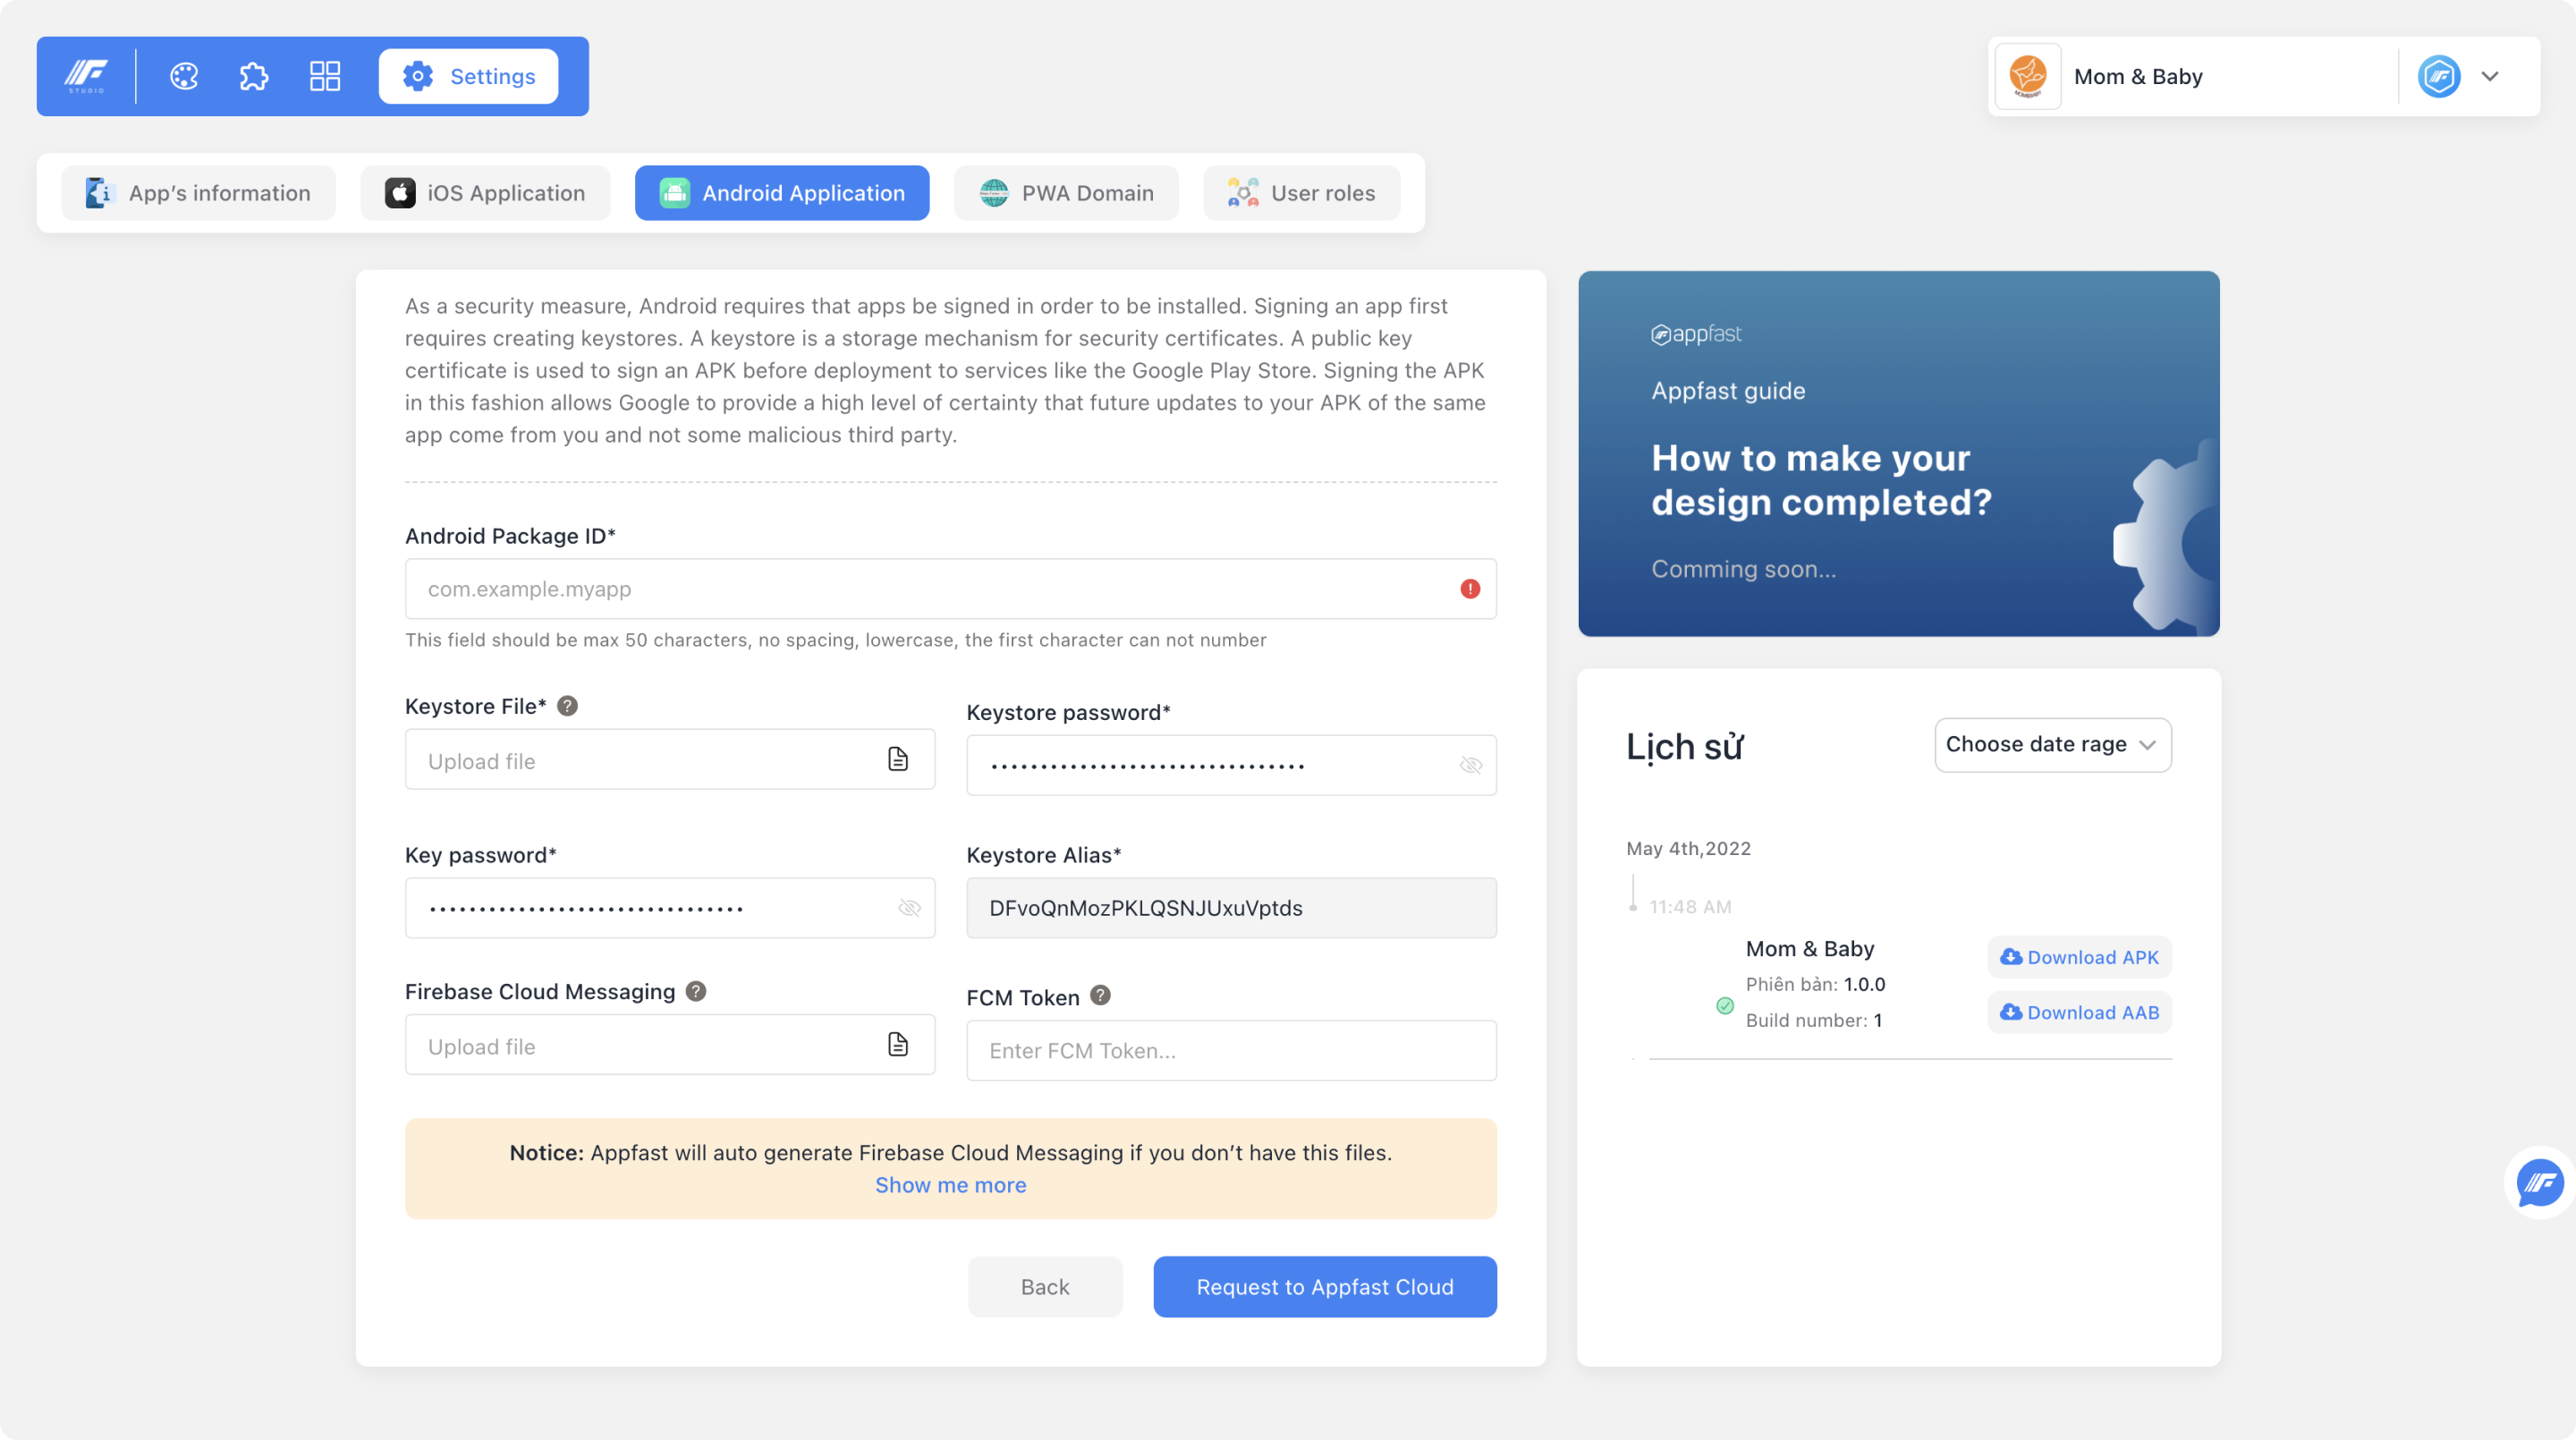 STUDIO
Settings
Mom & Baby
App’s information
iOS Application
Android Application
PWA Domain
User roles
As a security measure, Android requires that apps be signed in order to be installed. Signing an app first
requires creating keystores. A keystore is a storage mechanism for security certificates. A public key
certificate is used to sign an APK before deployment to services like the Google Play Store. Signing the APK
in this fashion allows Google to provide a high level of certainty that future updates to your APK of the same
app come from you and not some malicious third party.
Android Package ID*
com.example.myapp
This field should be max 50 characters, no spacing, lowercase, the first character can not number
Keystore File*
Upload file
Keystore password*
Key password*
Keystore Alias*
DFvoQnMozPKLQSNJUxuVptds
Firebase Cloud Messaging
Upload file
FCM Token
Enter FCM Token...
Notice: Appfast will auto generate Firebase Cloud Messaging if you don’t have this files.
Show me more
Back
Request to Appfast Cloud
appfast
Appfast guide
How to make your
design completed?
Comming soon...
Lịch sử
Choose date rage
May 4th,2022
11:48 AM
Mom & Baby
Phiên bản: 1.0.0
Build number: 1
Download APK
Download AAB